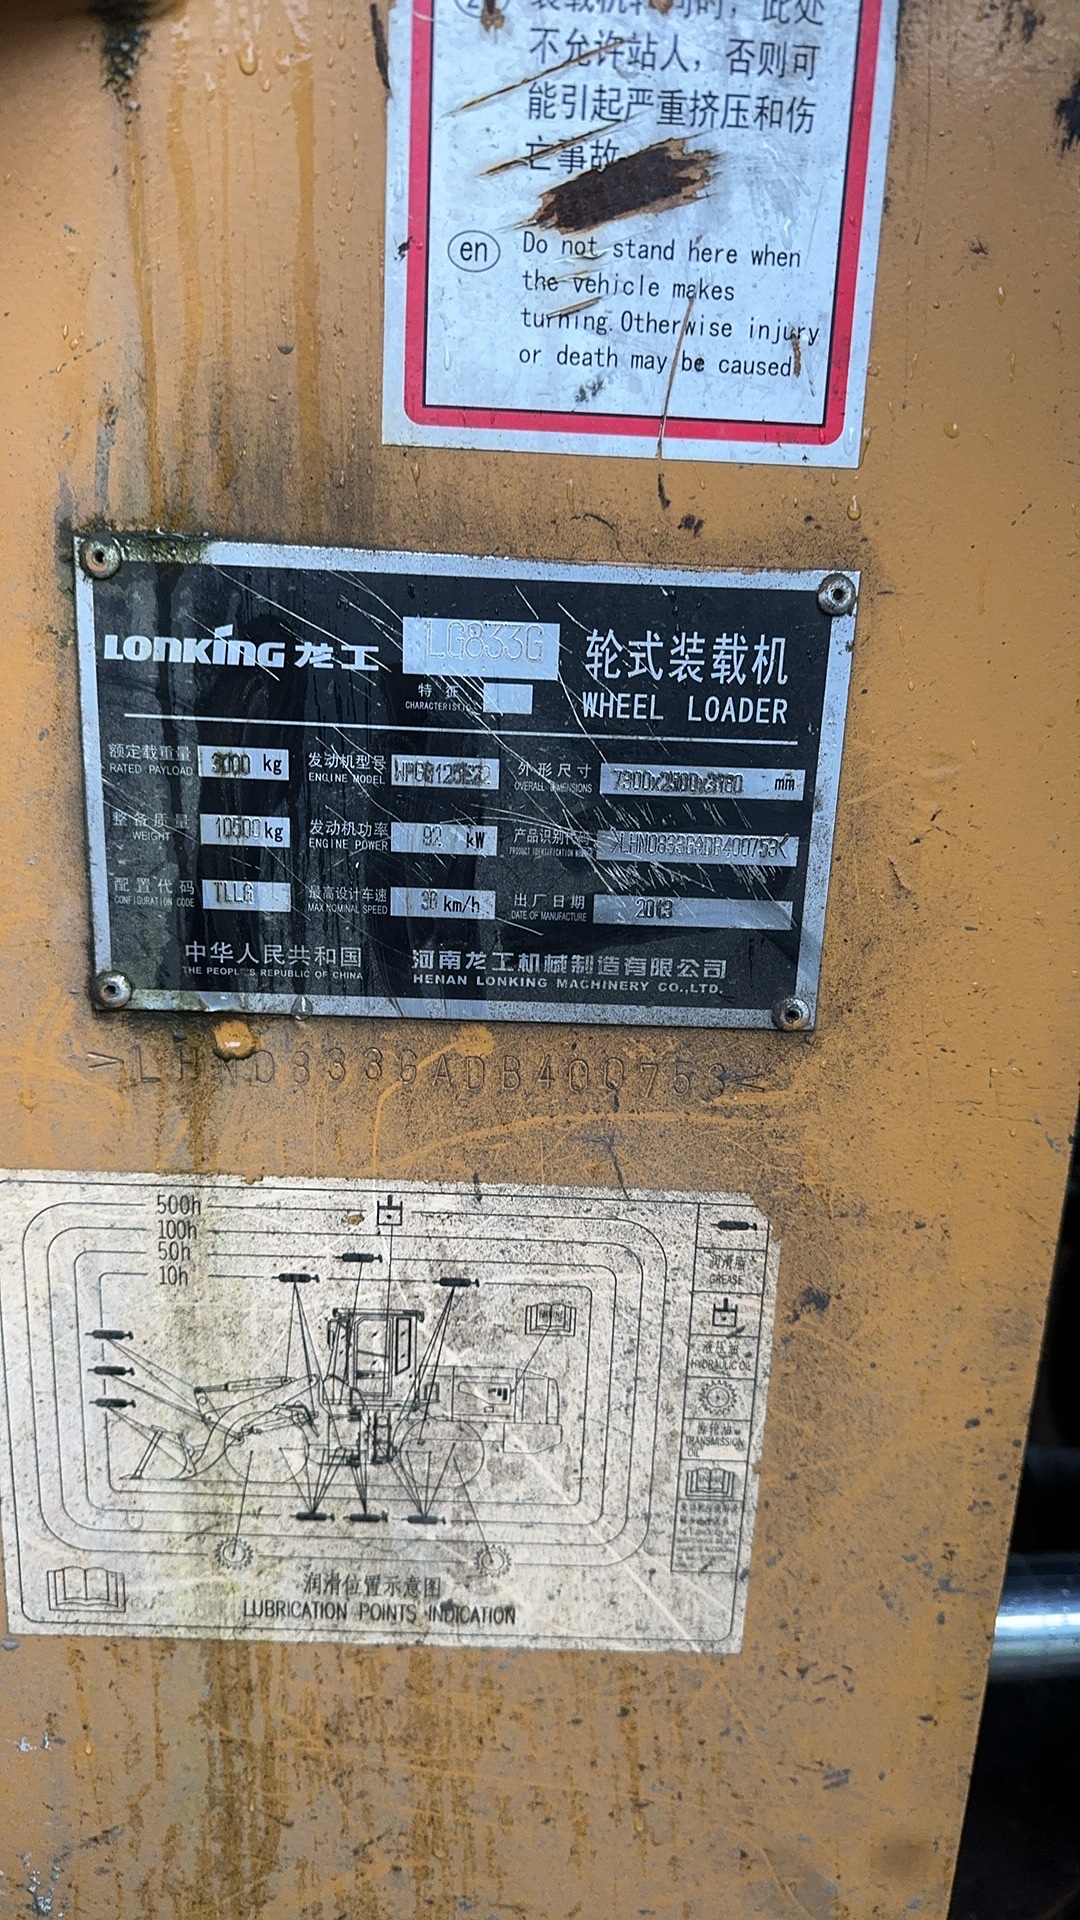 不允许站人，否则可
能引起严重挤压和伤
亡事故
en
Do not stand here when
the vehicle makes
turning.Otherwise injury
or death may be caused
LONKING 龙工
LG833G
轮式装载机
WHEEL LOADER
特征
CHARACTERISTIC
额定载重量
RATED PAYLOAD
3000 kg
发动机型号
ENGINE MODEL
外形尺寸
OVERALL DIMENSIONS
mm
整备质量
WEIGHT
10500 kg
发动机功率
ENGINE POWER
92 kW
产品识别代码
PRODUCT IDENTIFICATION NUMBER
配置代码
CONFIGURATION CODE
TLLG
最高设计车速
MAX NOMINAL SPEED
38 km/h
出厂日期
DATE OF MANUFACTURE
2013
中华人民共和国
THE PEOPLE'S REPUBLIC OF CHINA
河南龙工机械制造有限公司
HENAN LONKING MACHINERY CO.,LTD.
>LHN0833GADB400753<
500h
100h
50h
10h
润滑脂
GREASE
液压油
HYDRAULIC OIL
TRANSMISSION
OIL
润滑位置示意图
LUBRICATION POINTS INDICATION